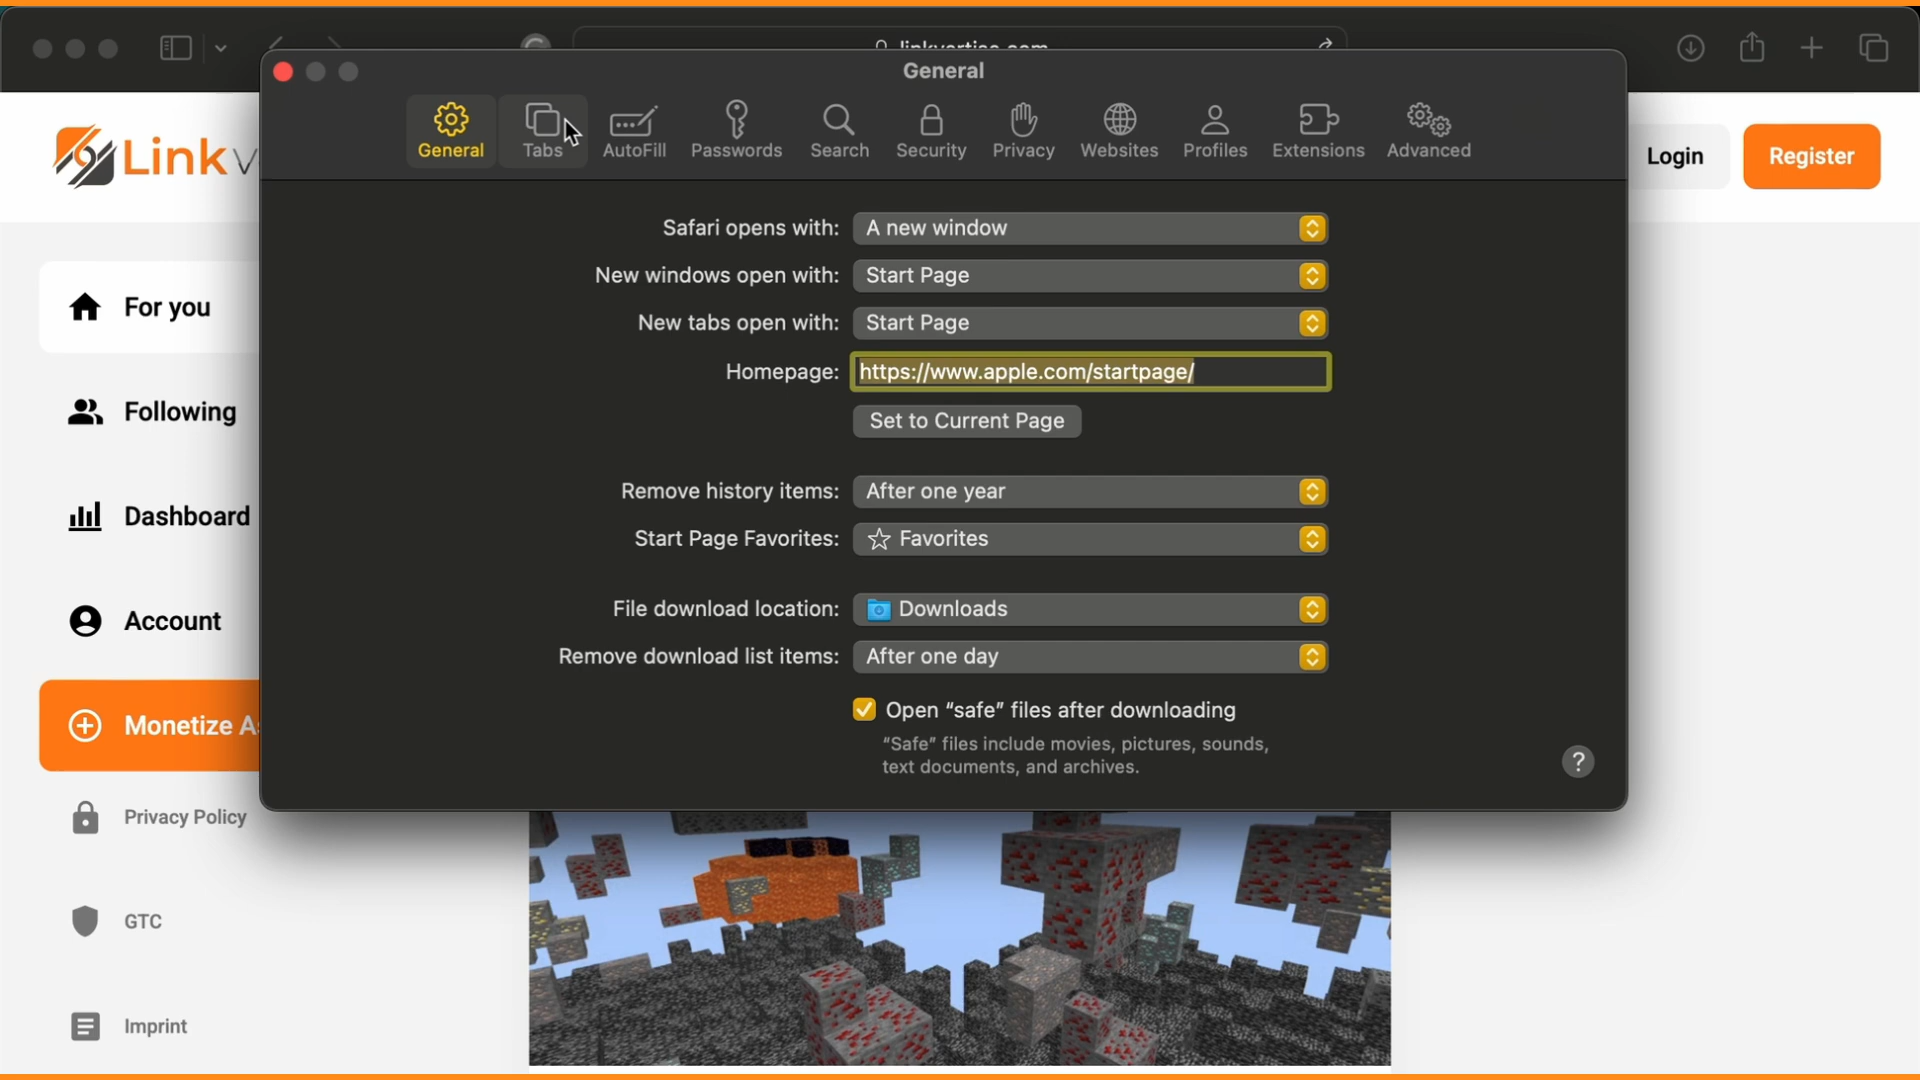 linkvertise.com
General
General Tabs AutoFill Passwords Search Security Privacy Websites Profiles Extensions Advanced
Link
Login
Register
Safari opens with: A new window
New windows open with: Start Page
New tabs open with: Start Page
Homepage: https://www.apple.com/startpage/
Set to Current Page
Remove history items: After one year
Start Page Favorites: Favorites
File download location: Downloads
Remove download list items: After one day
Open “safe” files after downloading
“Safe” files include movies, pictures, sounds,
text documents, and archives.
?
For you
Following
Dashboard
Account
Monetize
Privacy Policy
GTC
Imprint